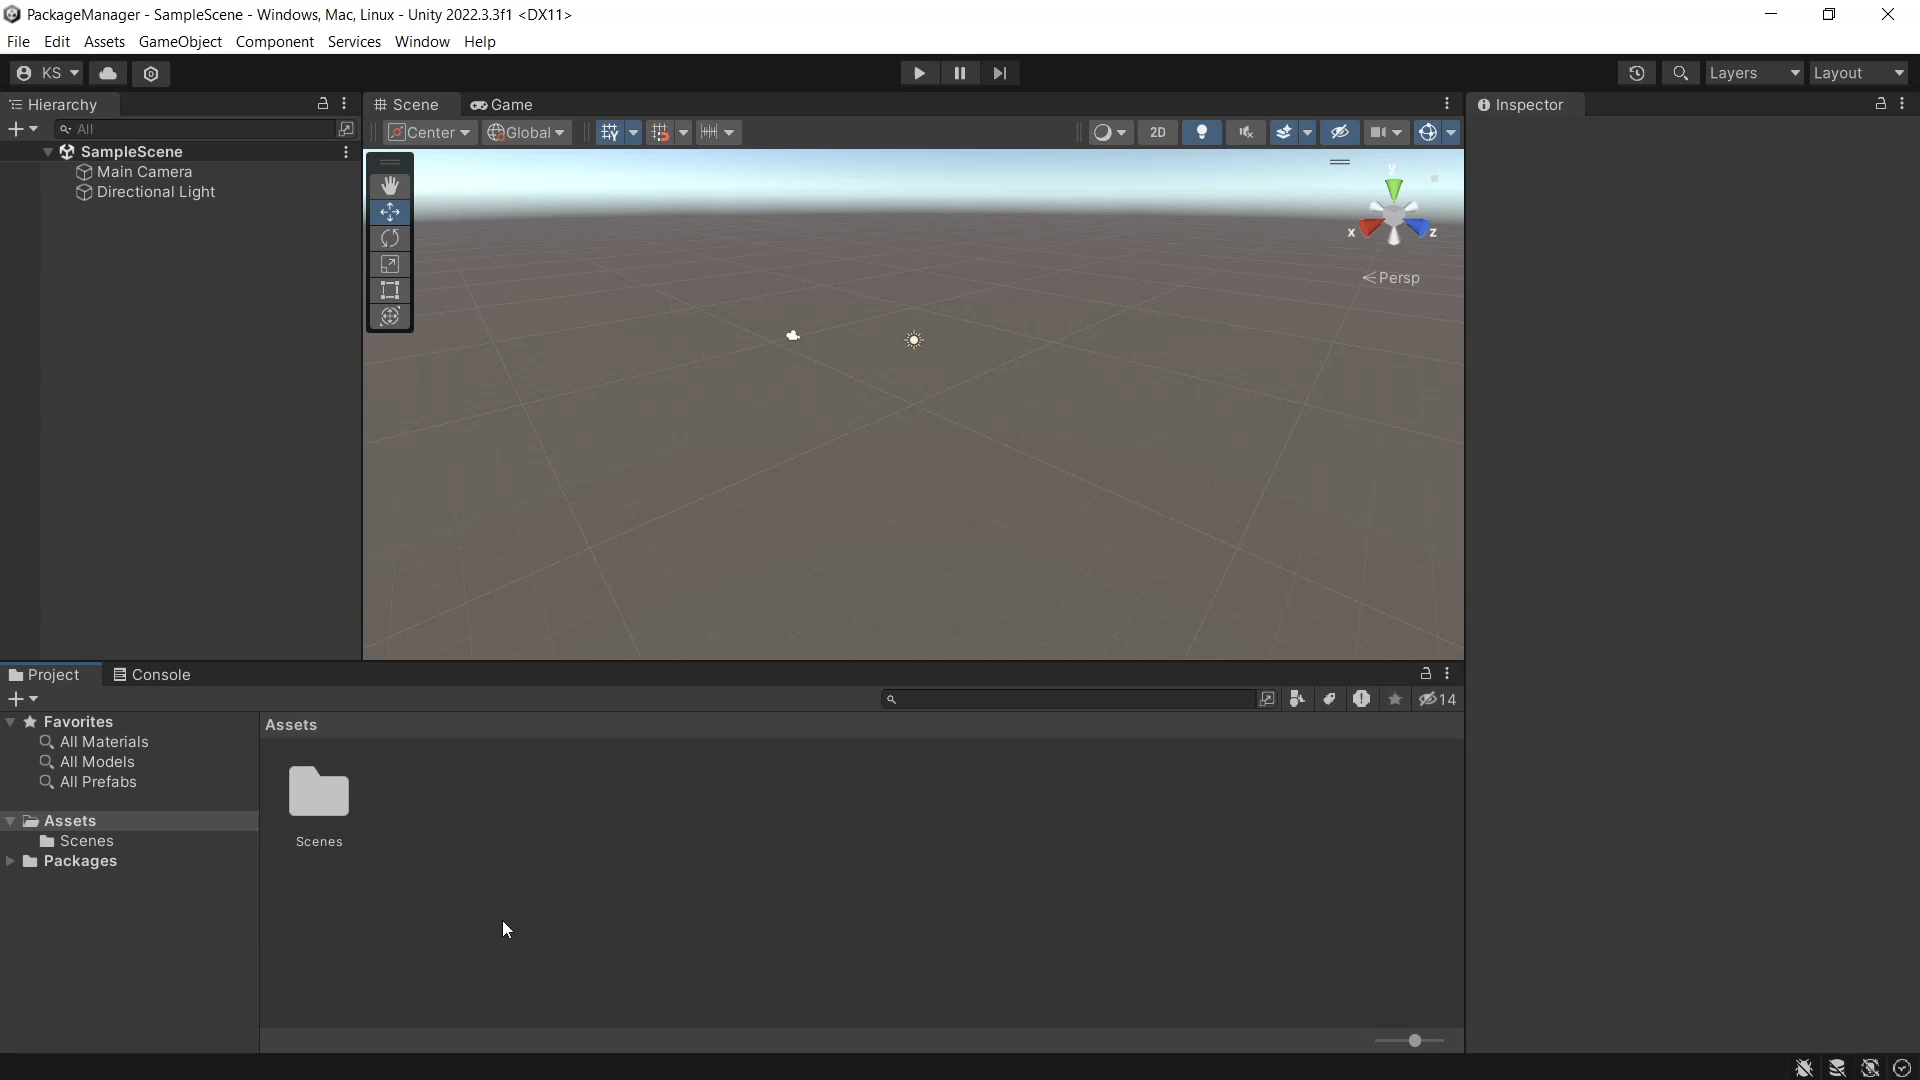 PackageManager - SampleScene - Windows, Mac, Linux - Unity 2022.3.3f1 <DX11>
File Edit Assets GameObject Component Services Window Help
KS Layers Layout
Hierarchy
All
SampleScene
Main Camera
Directional Light
Scene Game
Center Global 2D
y
x z
Persp
Inspector
Project Console
14
Favorites
All Materials
All Models
All Prefabs
Assets
Scenes
Packages
Assets
Scenes